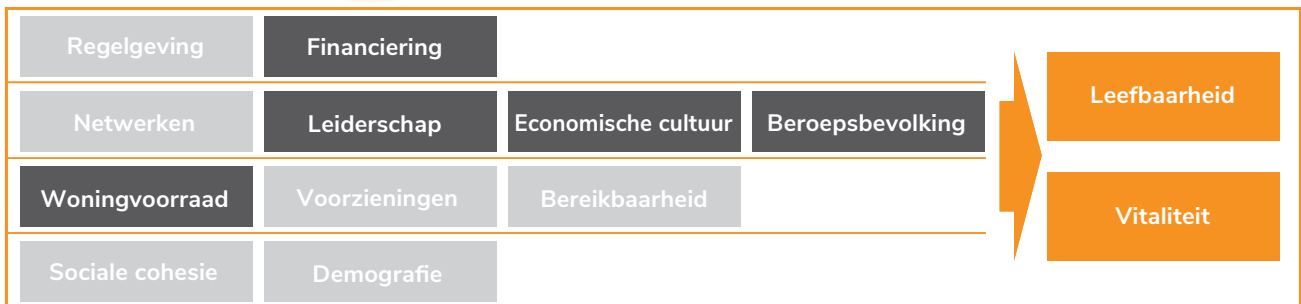 Regelgeving
Financiering
Netwerken
Leiderschap
Economische cultuur
Beroepsbevolking
Woningvoorraad
Voorzieningen
Bereikbaarheid
Sociale cohesie
Demografie
Leefbaarheid
Vitaliteit